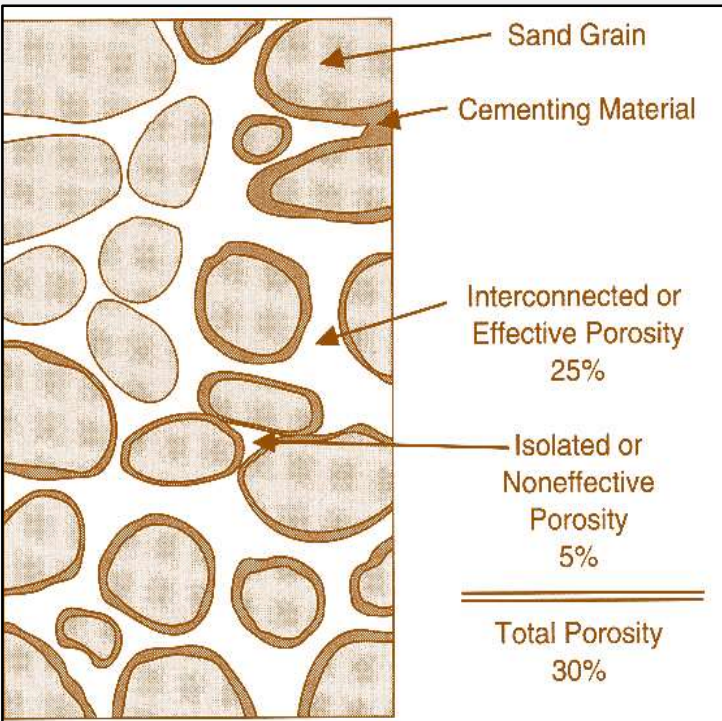 Sand Grain
Cementing Material
Interconnected or
Effective Porosity
25%
Isolated or
Noneffective
Porosity
5%
Total Porosity
30%